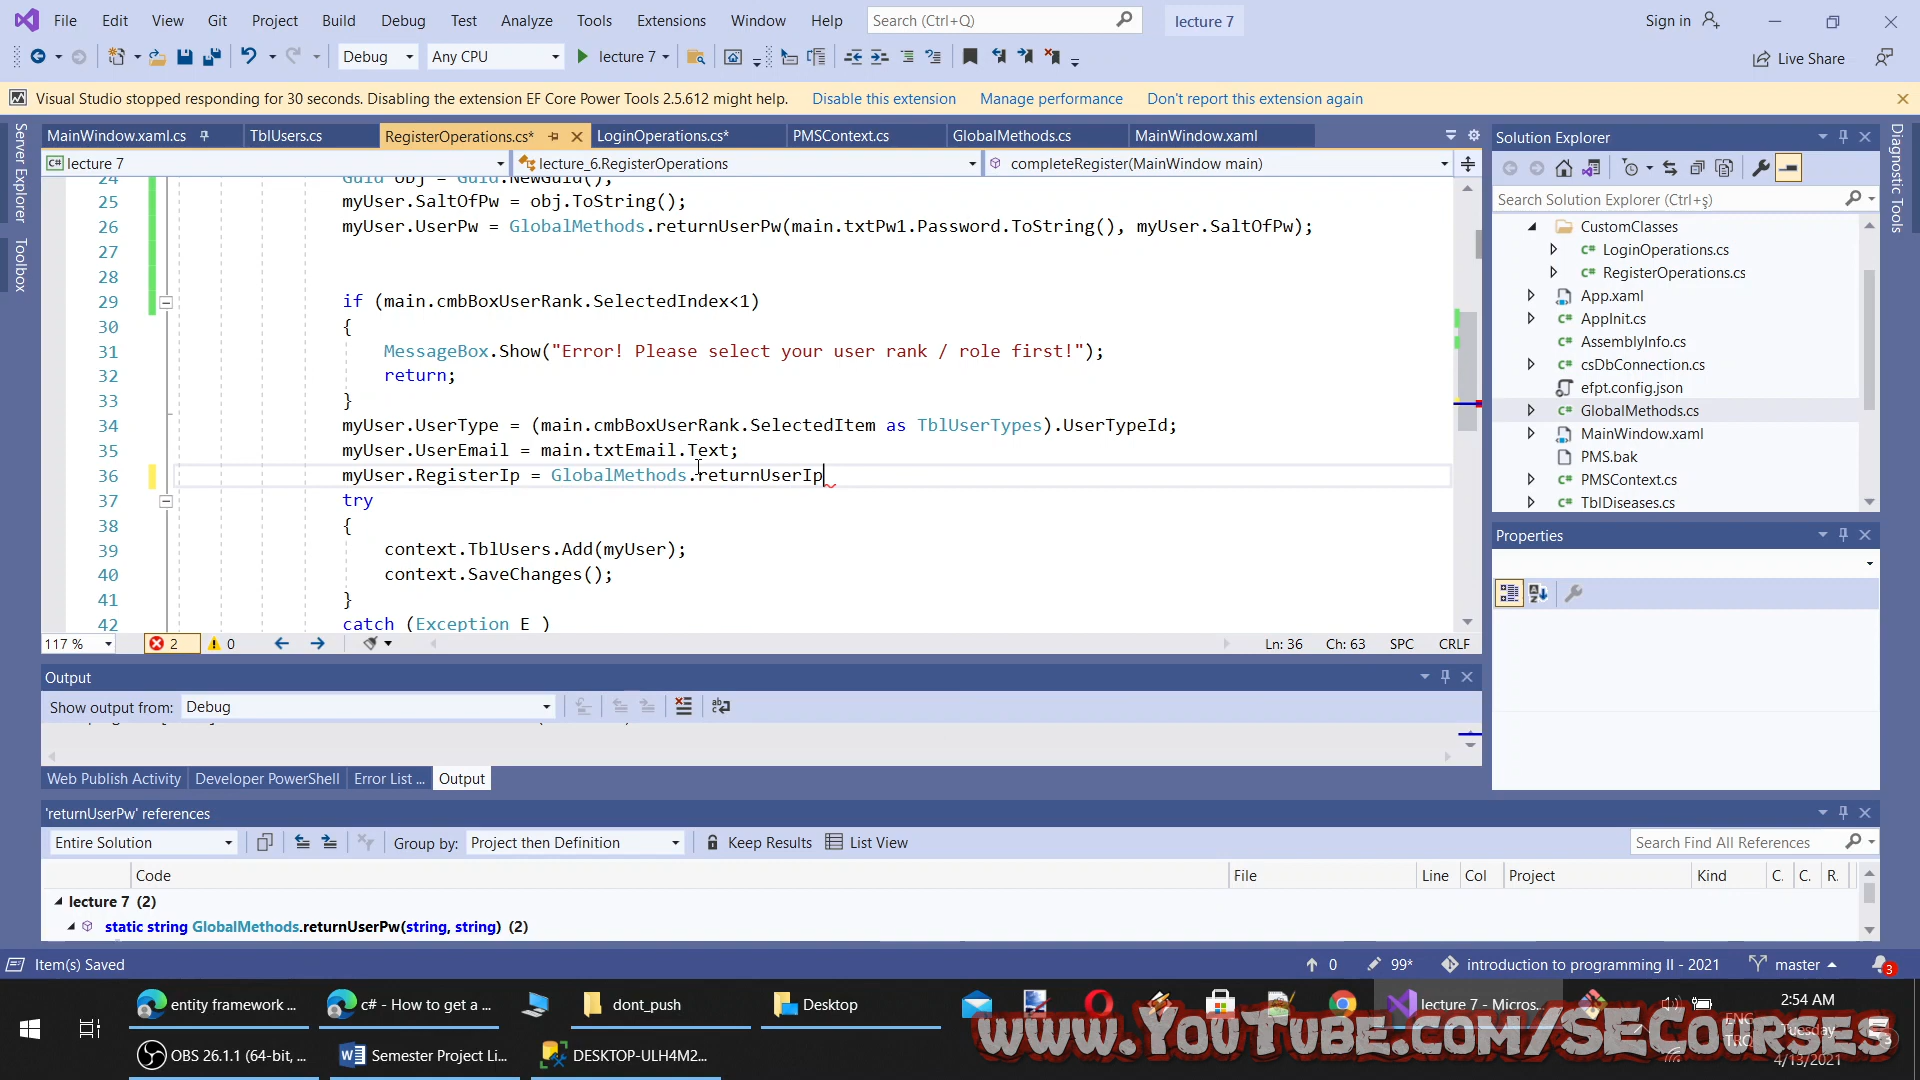 File Edit View Git Project Build Debug Test Analyze Tools Extensions Window Help Search (Ctrl+Q) lecture 7 Sign in
Debug Any CPU lecture 7 Live Share
Visual Studio stopped responding for 30 seconds. Disabling the extension EF Core Power Tools 2.5.612 might help. Disable this extension Manage performance Don't report this extension again
Server Explorer
Toolbox
MainWindow.xaml.cs TblUsers.cs RegisterOperations.cs* LoginOperations.cs* PMSContext.cs GlobalMethods.cs MainWindow.xaml
lecture 7 lecture_6.RegisterOperations completeRegister(MainWindow main)
24 Guid obj = Guid.NewGuid();
25 myUser.SaltOfPw = obj.ToString();
26 myUser.UserPw = GlobalMethods.returnUserPw(main.txtPw1.Password.ToString(), myUser.SaltOfPw);
27
28
29 if (main.cmbBoxUserRank.SelectedIndex<1)
30 {
31 MessageBox.Show("Error! Please select your user rank / role first!");
32 return;
33 }
34 myUser.UserType = (main.cmbBoxUserRank.SelectedItem as TblUserTypes).UserTypeId;
35 myUser.UserEmail = main.txtEmail.Text;
36 myUser.RegisterIp = GlobalMethods.returnUserIp
37 try
38 {
39 context.TblUsers.Add(myUser);
40 context.SaveChanges();
41 }
42 catch (Exception E )
117 % 2 0 Ln: 36 Ch: 63 SPC CRLF
Output
Show output from: Debug
Web Publish Activity Developer PowerShell Error List ... Output
'returnUserPw' references
Entire Solution Group by: Project then Definition Keep Results List View Search Find All References
Code File Line Col Project Kind C. C. R.
lecture 7 (2)
static string GlobalMethods.returnUserPw(string, string) (2)
Solution Explorer
Search Solution Explorer (Ctrl+ş)
CustomClasses
C# LoginOperations.cs
C# RegisterOperations.cs
App.xaml
C# AppInit.cs
C# AssemblyInfo.cs
C# csDbConnection.cs
efpt.config.json
C# GlobalMethods.cs
MainWindow.xaml
PMS.bak
C# PMSContext.cs
C# TblDiseases.cs
Properties
Diagnostic Tools
Item(s) Saved 0 99* introduction to programming II - 2021 master 3
entity framework ... c# - How to get a ... dont_push Desktop lecture 7 - Micros... 2:54 AM
OBS 26.1.1 (64-bit, ... Semester Project Li... DESKTOP-ULH4M2... ENG Tuesday
TRQ 4/13/2021
www.YouTube.com/SECourses